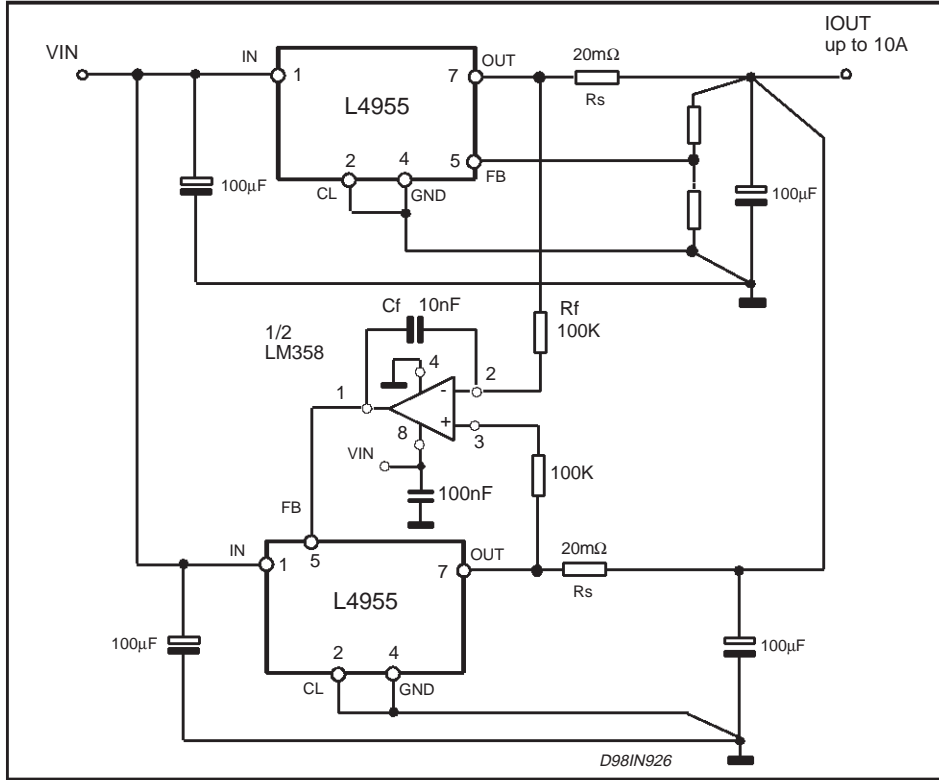 VIN
IN
1
L4955
7
OUT
20mΩ
Rs
IOUT
up to 10A
5
FB
2
CL
4
GND
100µF
100µF
Cf
10nF
Rf
100K
1/2
LM358
4
2
-
1
+
3
8
VIN
100nF
100K
FB
IN
1
5
L4955
7
OUT
20mΩ
Rs
2
CL
4
GND
100µF
100µF
D98IN926